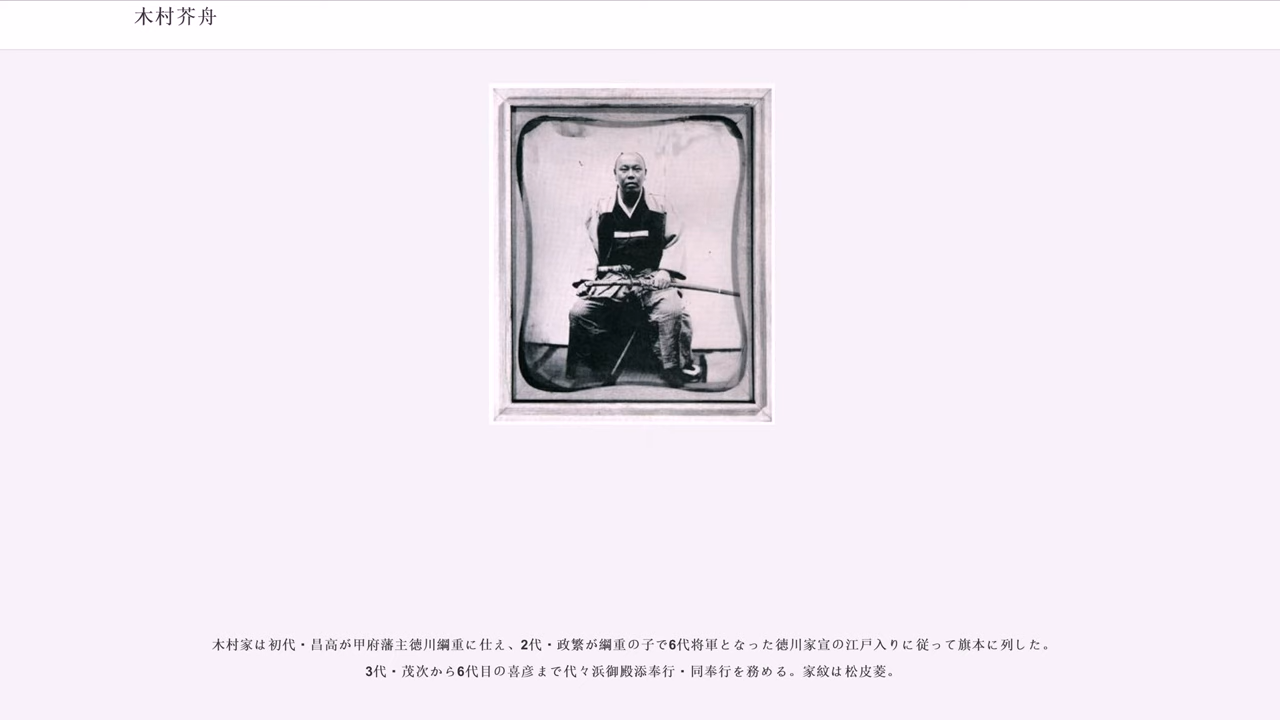 木村芥舟
木村家は初代・昌高が甲府藩主徳川綱重に仕え、2代・政繁が綱重の子で6代将軍となった徳川家宣の江戸入りに従って旗本に列した。
3代・茂次から6代目の喜彦まで代々浜御殿添奉行・同奉行を務める。家紋は松皮菱。